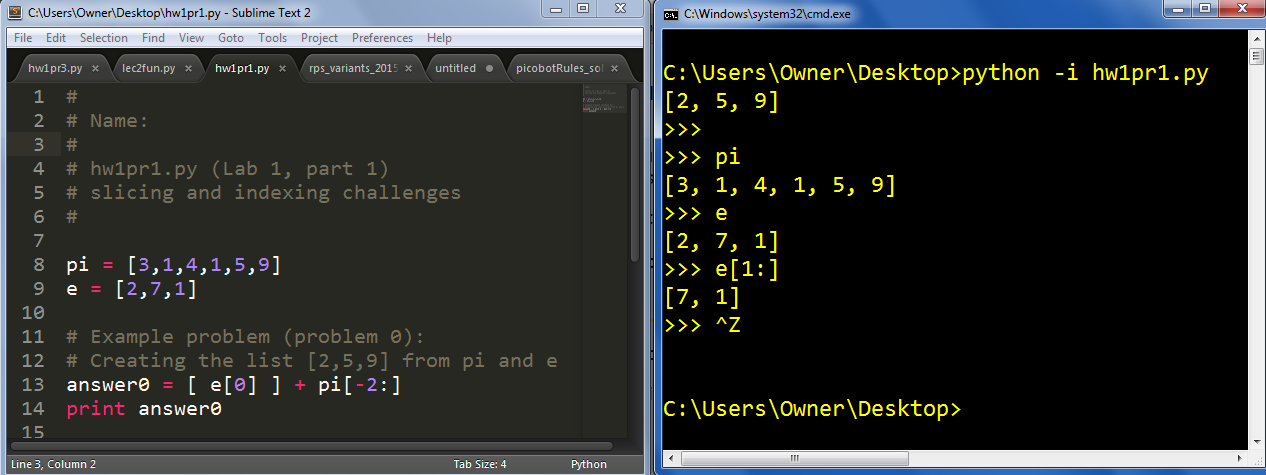 C:\Users\Owner\Desktop\hw1pr1.py - Sublime Text 2
File Edit Selection Find View Goto Tools Project Preferences Help
hw1pr3.py × lec2fun.py × hw1pr1.py × rps_variants_2015 × untitled picobotRules_sol ×
1 #
2 # Name:
3 #
4 # hw1pr1.py (Lab 1, part 1)
5 # slicing and indexing challenges
6 #
7
8 pi = [3,1,4,1,5,9]
9 e = [2,7,1]
10
11 # Example problem (problem 0):
12 # Creating the list [2,5,9] from pi and e
13 answer0 = [ e[0] ] + pi[-2:]
14 print answer0
15
Line 3, Column 2 Tab Size: 4 Python
C:\Windows\system32\cmd.exe
C:\Users\Owner\Desktop>python -i hw1pr1.py
[2, 5, 9]
>>>
>>> pi
[3, 1, 4, 1, 5, 9]
>>> e
[2, 7, 1]
>>> e[1:]
[7, 1]
>>> ^Z
C:\Users\Owner\Desktop>